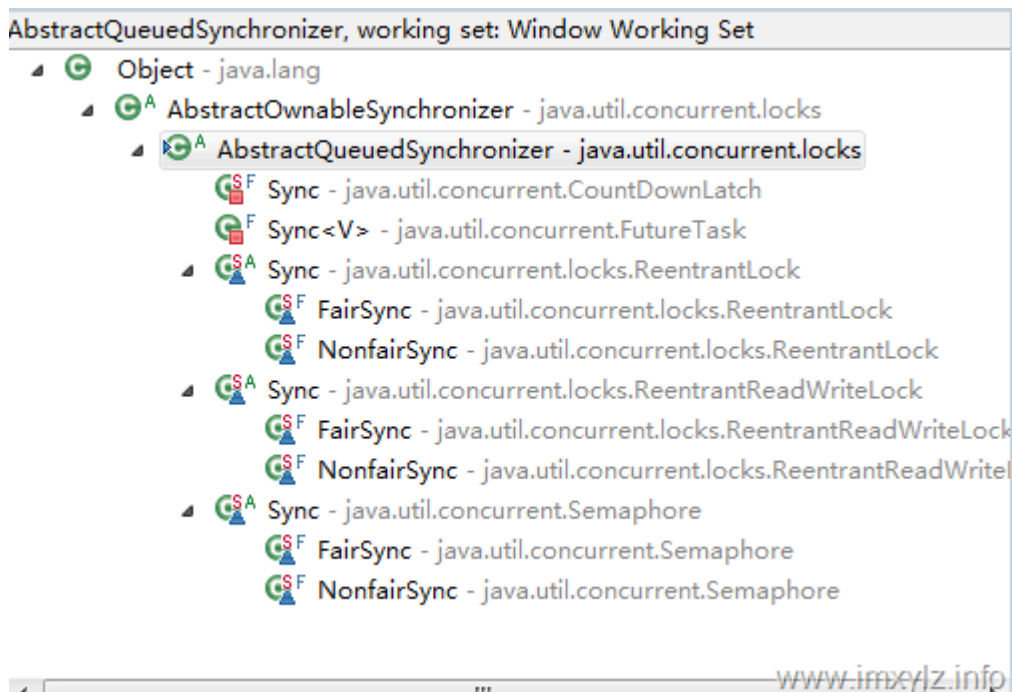 AbstractQueuedSynchronizer, working set: Window Working Set
Object - java.lang
A AbstractOwnableSynchronizer - java.util.concurrent.locks
A AbstractQueuedSynchronizer - java.util.concurrent.locks
S F Sync - java.util.concurrent.CountDownLatch
F Sync<V> - java.util.concurrent.FutureTask
S A Sync - java.util.concurrent.locks.ReentrantLock
S F FairSync - java.util.concurrent.locks.ReentrantLock
S F NonfairSync - java.util.concurrent.locks.ReentrantLock
S A Sync - java.util.concurrent.locks.ReentrantReadWriteLock
S F FairSync - java.util.concurrent.locks.ReentrantReadWriteLock
S F NonfairSync - java.util.concurrent.locks.ReentrantReadWrite
S A Sync - java.util.concurrent.Semaphore
S F FairSync - java.util.concurrent.Semaphore
S F NonfairSync - java.util.concurrent.Semaphore
www.imxylz.info